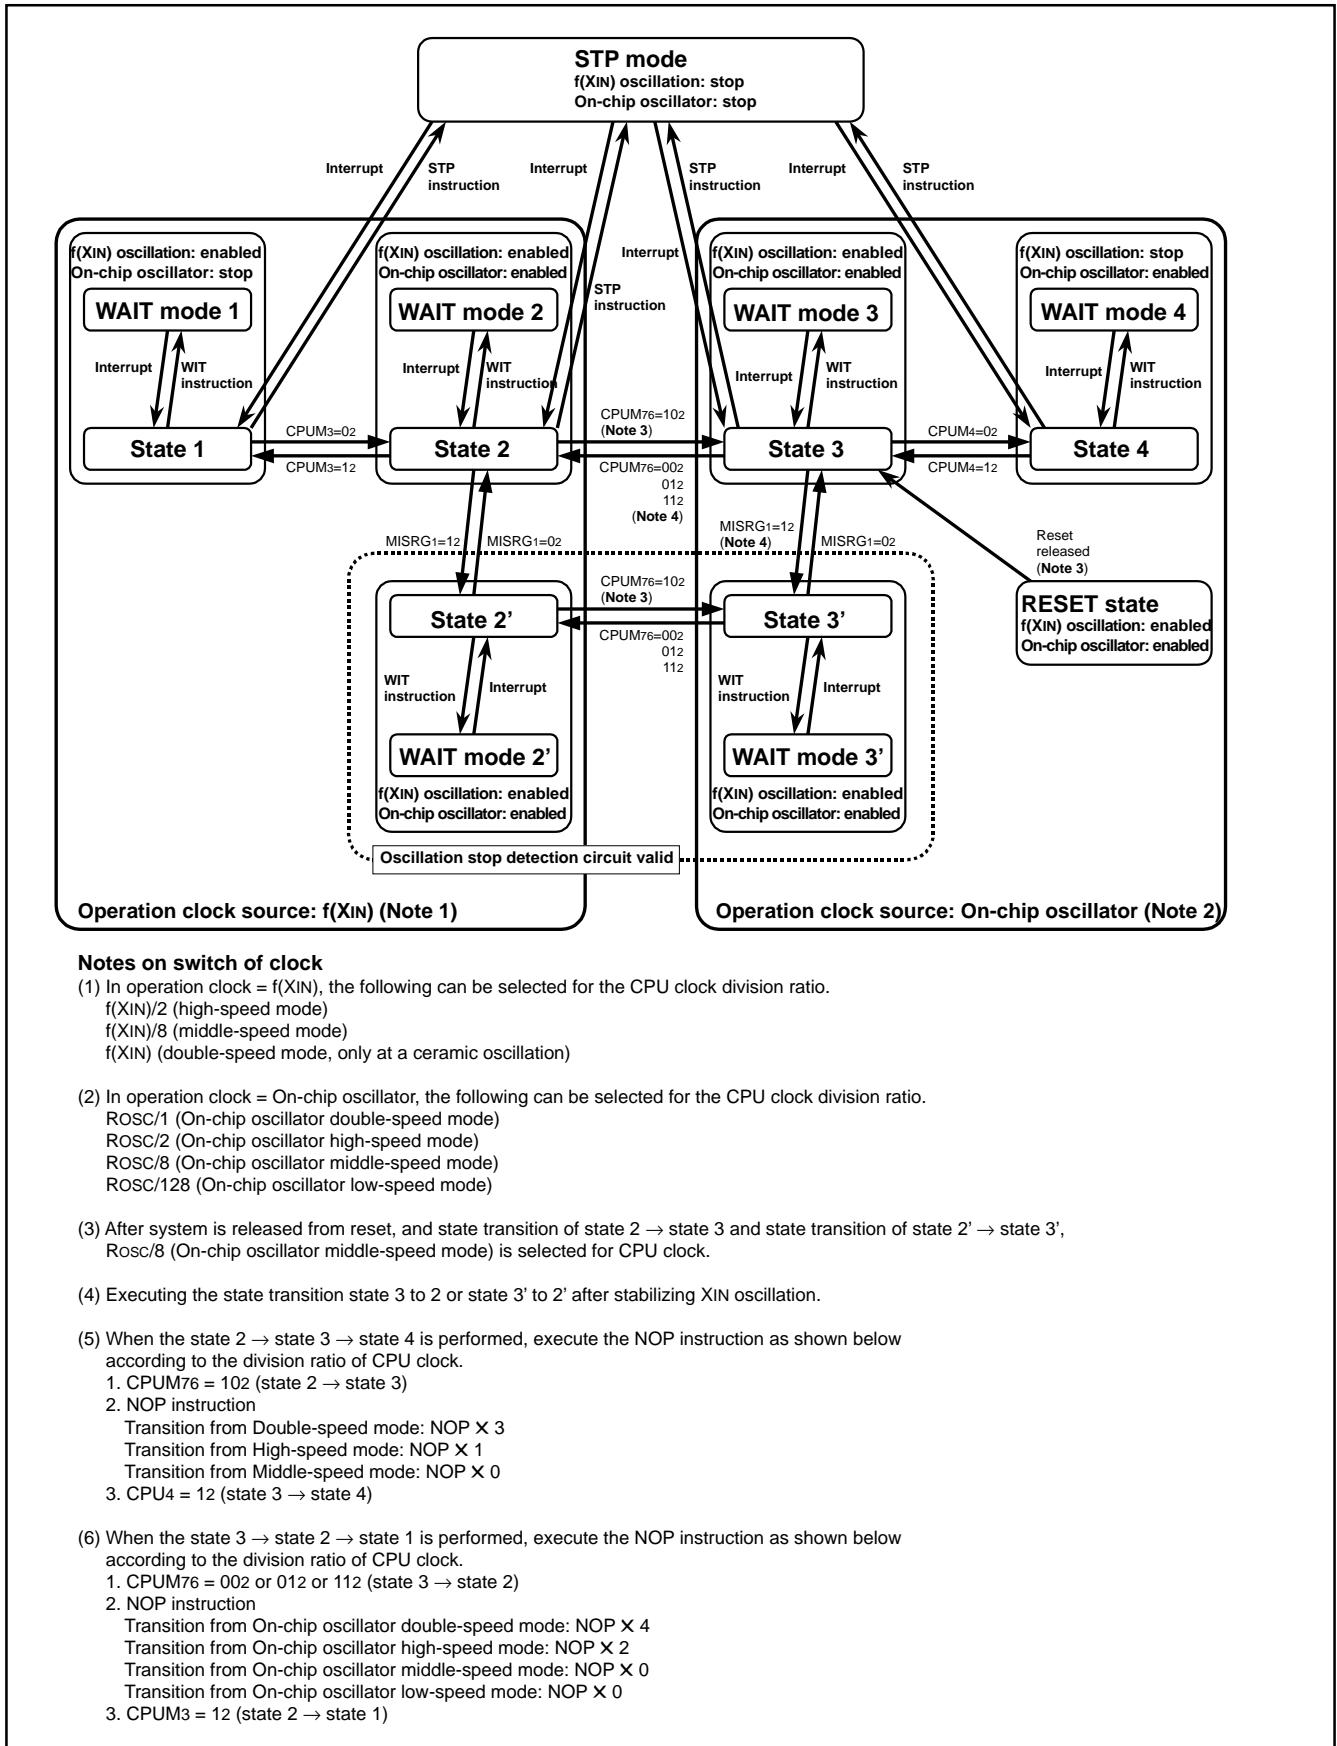 STP mode
f(XIN) oscillation: stop
On-chip oscillator: stop
Interrupt
STP
instruction
Interrupt
STP
instruction
Interrupt
STP
instruction
f(XIN) oscillation: enabled
On-chip oscillator: stop
WAIT mode 1
Interrupt
WIT
instruction
State 1
f(XIN) oscillation: enabled
On-chip oscillator: enabled
WAIT mode 2
Interrupt
WIT
instruction
State 2
Interrupt
STP
instruction
f(XIN) oscillation: enabled
On-chip oscillator: enabled
WAIT mode 3
Interrupt
WIT
instruction
State 3
f(XIN) oscillation: stop
On-chip oscillator: enabled
WAIT mode 4
Interrupt
WIT
instruction
State 4
CPUM3=02
CPUM3=12
CPUM76=102
(Note 3)
CPUM76=002
012
112
(Note 4)
CPUM4=02
CPUM4=12
MISRG1=12
MISRG1=02
MISRG1=12
(Note 4)
MISRG1=02
Reset
released
(Note 3)
RESET state
f(XIN) oscillation: enabled
On-chip oscillator: enabled
State 2'
CPUM76=102
(Note 3)
CPUM76=002
012
112
State 3'
WIT
instruction
Interrupt
WIT
instruction
Interrupt
WAIT mode 2'
f(XIN) oscillation: enabled
On-chip oscillator: enabled
WAIT mode 3'
f(XIN) oscillation: enabled
On-chip oscillator: enabled
Oscillation stop detection circuit valid
Operation clock source: f(XIN) (Note 1)
Operation clock source: On-chip oscillator (Note 2)
Notes on switch of clock
(1) In operation clock = f(XIN), the following can be selected for the CPU clock division ratio.
f(XIN)/2 (high-speed mode)
f(XIN)/8 (middle-speed mode)
f(XIN) (double-speed mode, only at a ceramic oscillation)
(2) In operation clock = On-chip oscillator, the following can be selected for the CPU clock division ratio.
ROSC/1 (On-chip oscillator double-speed mode)
ROSC/2 (On-chip oscillator high-speed mode)
ROSC/8 (On-chip oscillator middle-speed mode)
ROSC/128 (On-chip oscillator low-speed mode)
(3) After system is released from reset, and state transition of state 2 → state 3 and state transition of state 2' → state 3',
ROSC/8 (On-chip oscillator middle-speed mode) is selected for CPU clock.
(4) Executing the state transition state 3 to 2 or state 3' to 2' after stabilizing XIN oscillation.
(5) When the state 2 → state 3 → state 4 is performed, execute the NOP instruction as shown below
according to the division ratio of CPU clock.
1. CPUM76 = 102 (state 2 → state 3)
2. NOP instruction
Transition from Double-speed mode: NOP X 3
Transition from High-speed mode: NOP X 1
Transition from Middle-speed mode: NOP X 0
3. CPU4 = 12 (state 3 → state 4)
(6) When the state 3 → state 2 → state 1 is performed, execute the NOP instruction as shown below
according to the division ratio of CPU clock.
1. CPUM76 = 002 or 012 or 112 (state 3 → state 2)
2. NOP instruction
Transition from On-chip oscillator double-speed mode: NOP X 4
Transition from On-chip oscillator high-speed mode: NOP X 2
Transition from On-chip oscillator middle-speed mode: NOP X 0
Transition from On-chip oscillator low-speed mode: NOP X 0
3. CPUM3 = 12 (state 2 → state 1)